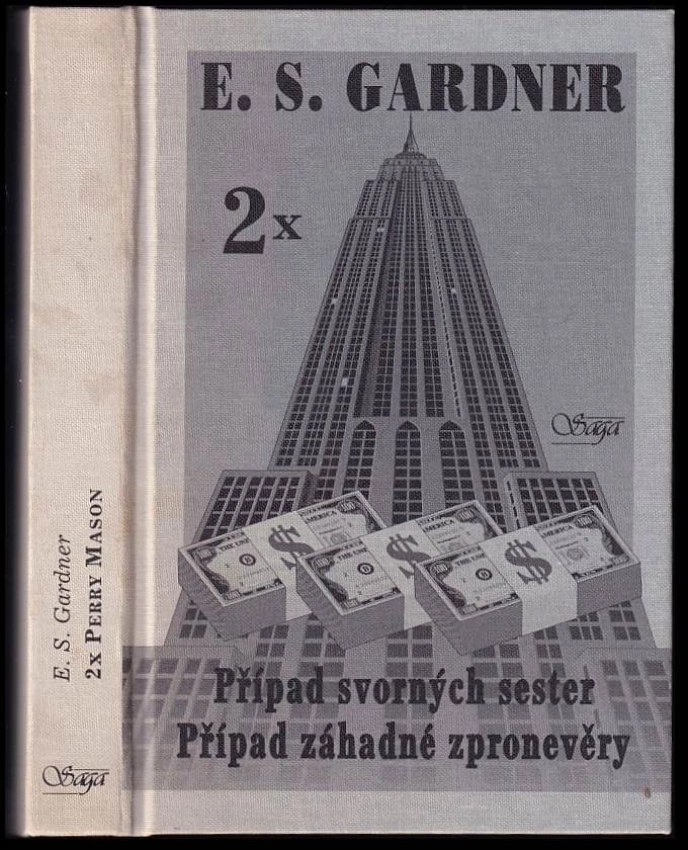 E. S. GARDNER
2x
Saga
$
$
$
Případ svorných sester
Případ záhadné zpronevěry
E. S. Gardner
2x PERRY MASON
Saga